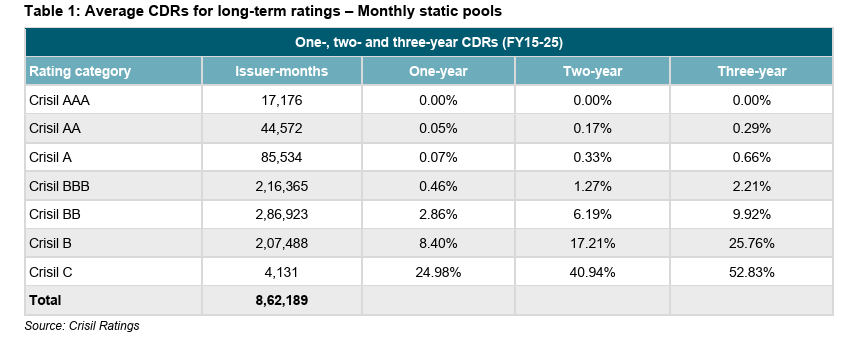 Table 1: Average CDRs for long-term ratings – Monthly static pools
One-, two- and three-year CDRs (FY15-25)
Rating category Issuer-months One-year Two-year Three-year
Crisil AAA 17,176 0.00% 0.00% 0.00%
Crisil AA 44,572 0.05% 0.17% 0.29%
Crisil A 85,534 0.07% 0.33% 0.66%
Crisil BBB 2,16,365 0.46% 1.27% 2.21%
Crisil BB 2,86,923 2.86% 6.19% 9.92%
Crisil B 2,07,488 8.40% 17.21% 25.76%
Crisil C 4,131 24.98% 40.94% 52.83%
Total 8,62,189
Source: Crisil Ratings